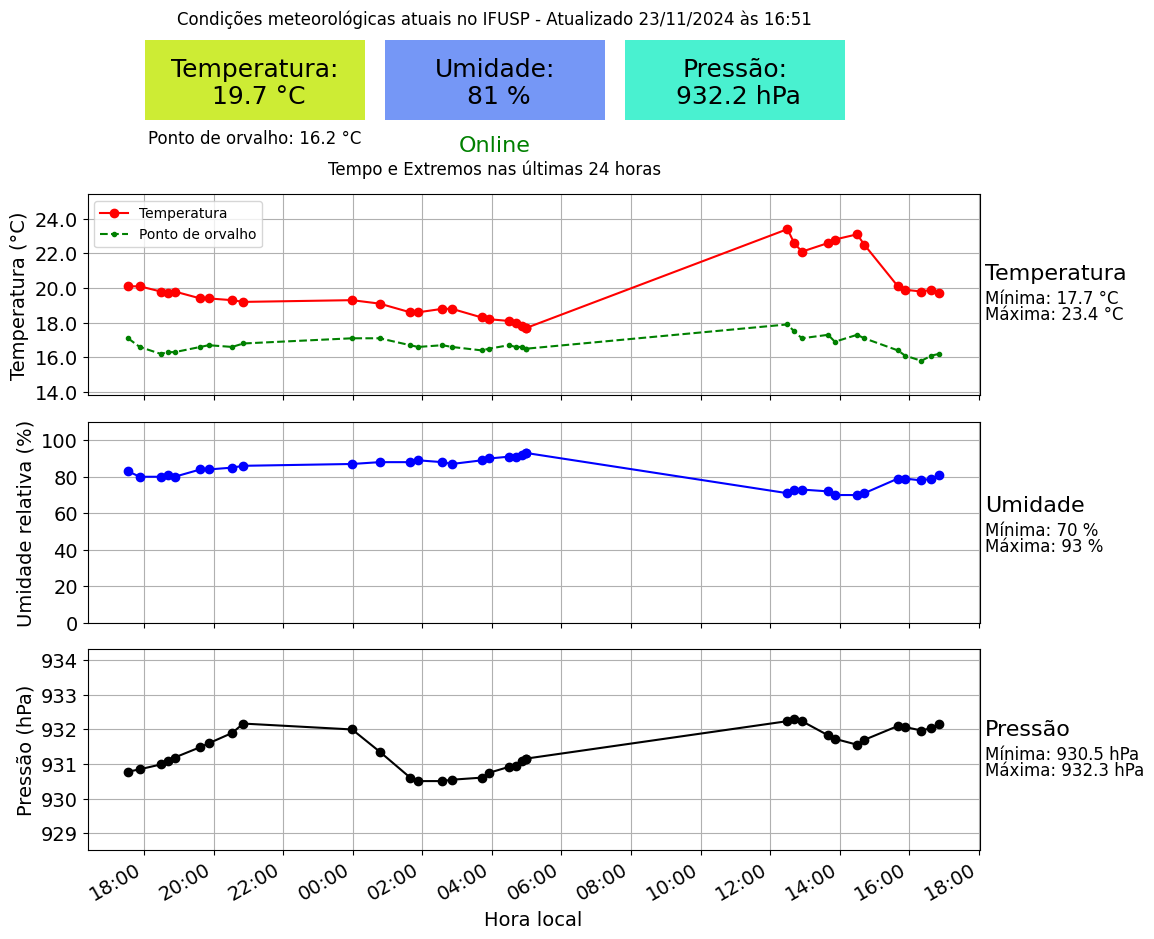 Condições meteorológicas atuais no IFUSP - Atualizado 23/11/2024 às 16:51
Temperatura:
19.7 °C
Umidade:
81 %
Pressão:
932.2 hPa
Ponto de orvalho: 16.2 °C
Online
Tempo e Extremos nas últimas 24 horas
Temperatura (°C)
24.0
22.0
20.0
18.0
16.0
14.0
Temperatura
Ponto de orvalho
Temperatura
Mínima: 17.7 °C
Máxima: 23.4 °C
Umidade relativa (%)
100
80
60
40
20
0
Umidade
Mínima: 70 %
Máxima: 93 %
Pressão (hPa)
934
933
932
931
930
929
Pressão
Mínima: 930.5 hPa
Máxima: 932.3 hPa
18:00
20:00
22:00
00:00
02:00
04:00
06:00
08:00
10:00
12:00
14:00
16:00
18:00
Hora local